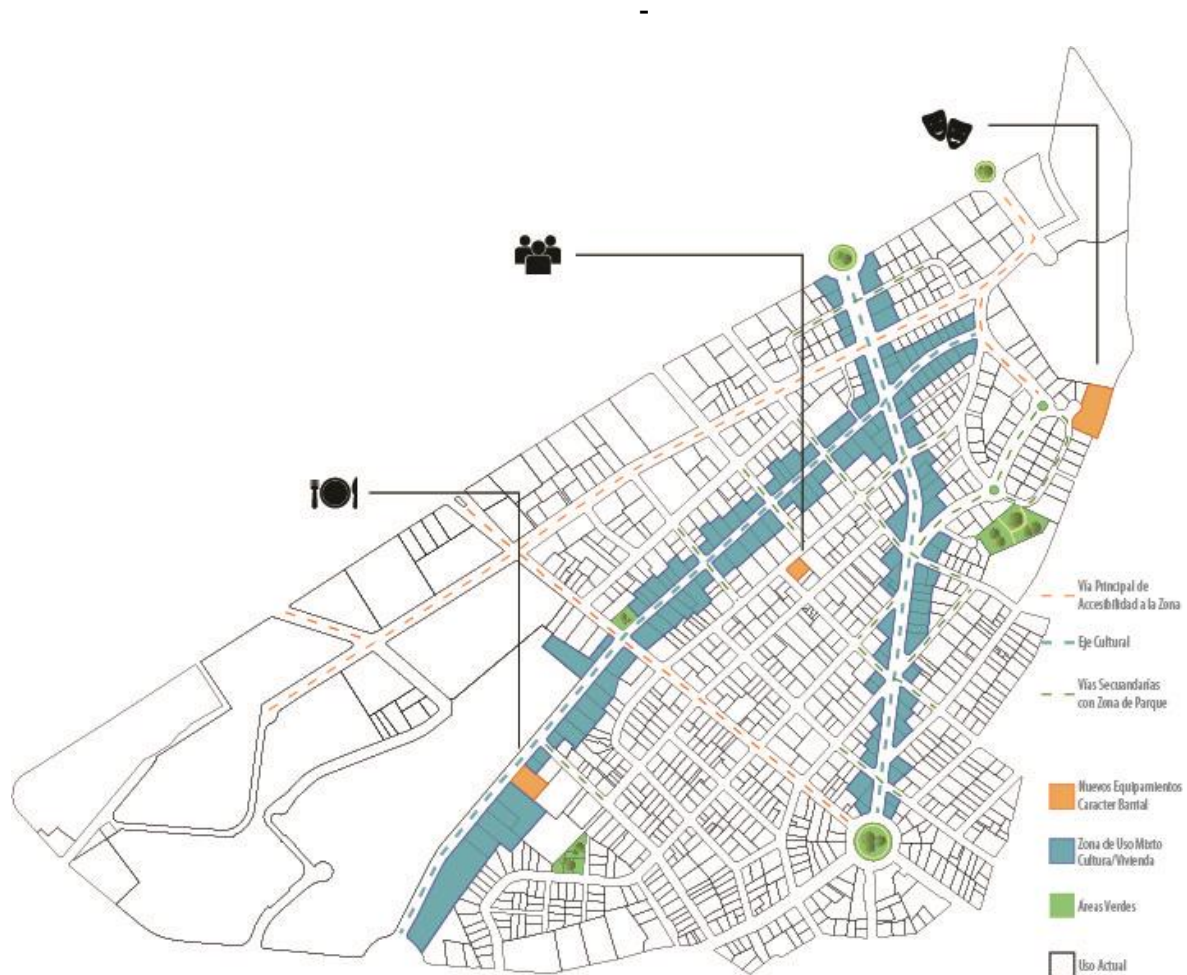 -
Vía Principal de
Accesibilidad a la Zona
Eje Cultural
Vías Secuandarías
con Zona de Parque
Nuevos Equipamientos
Caracter Barrial
Zona de Uso Mixto
Cultura/Vivienda
Áreas Verdes
Uso Actual